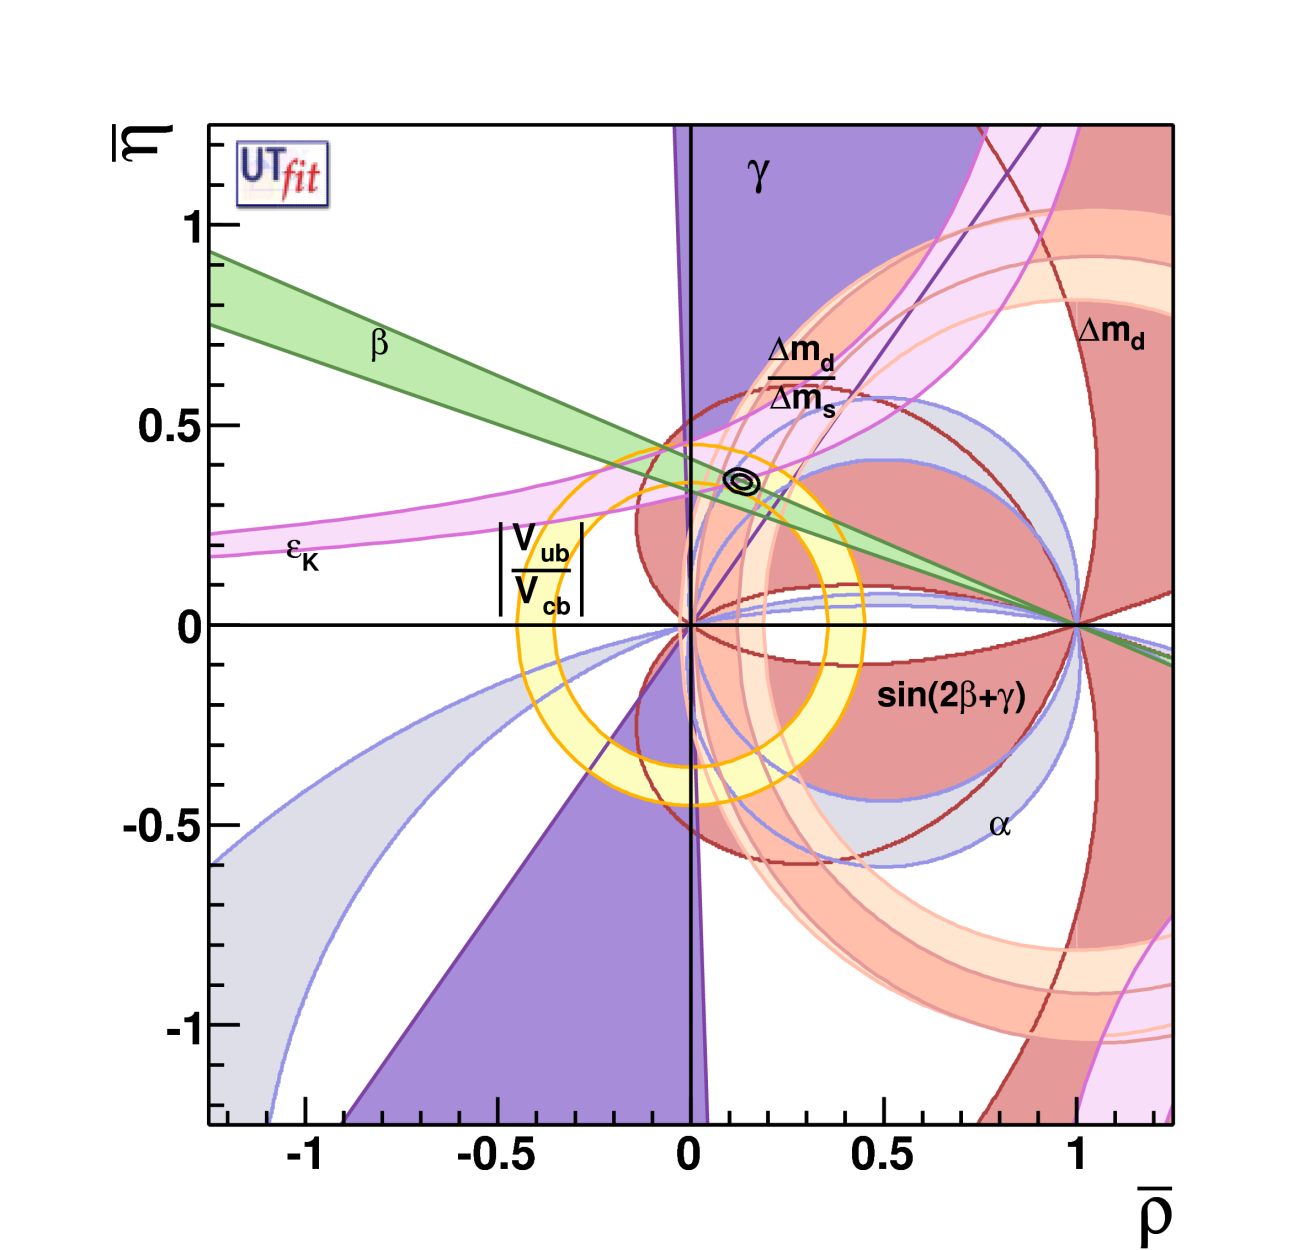 η̅
UTfit
γ
1
β
Δm_d
Δm_d
Δm_s
0.5
ε_K
|V_ub
V_cb|
0
sin(2β+γ)
α
-0.5
-1
-1 -0.5 0 0.5 1
ρ̅